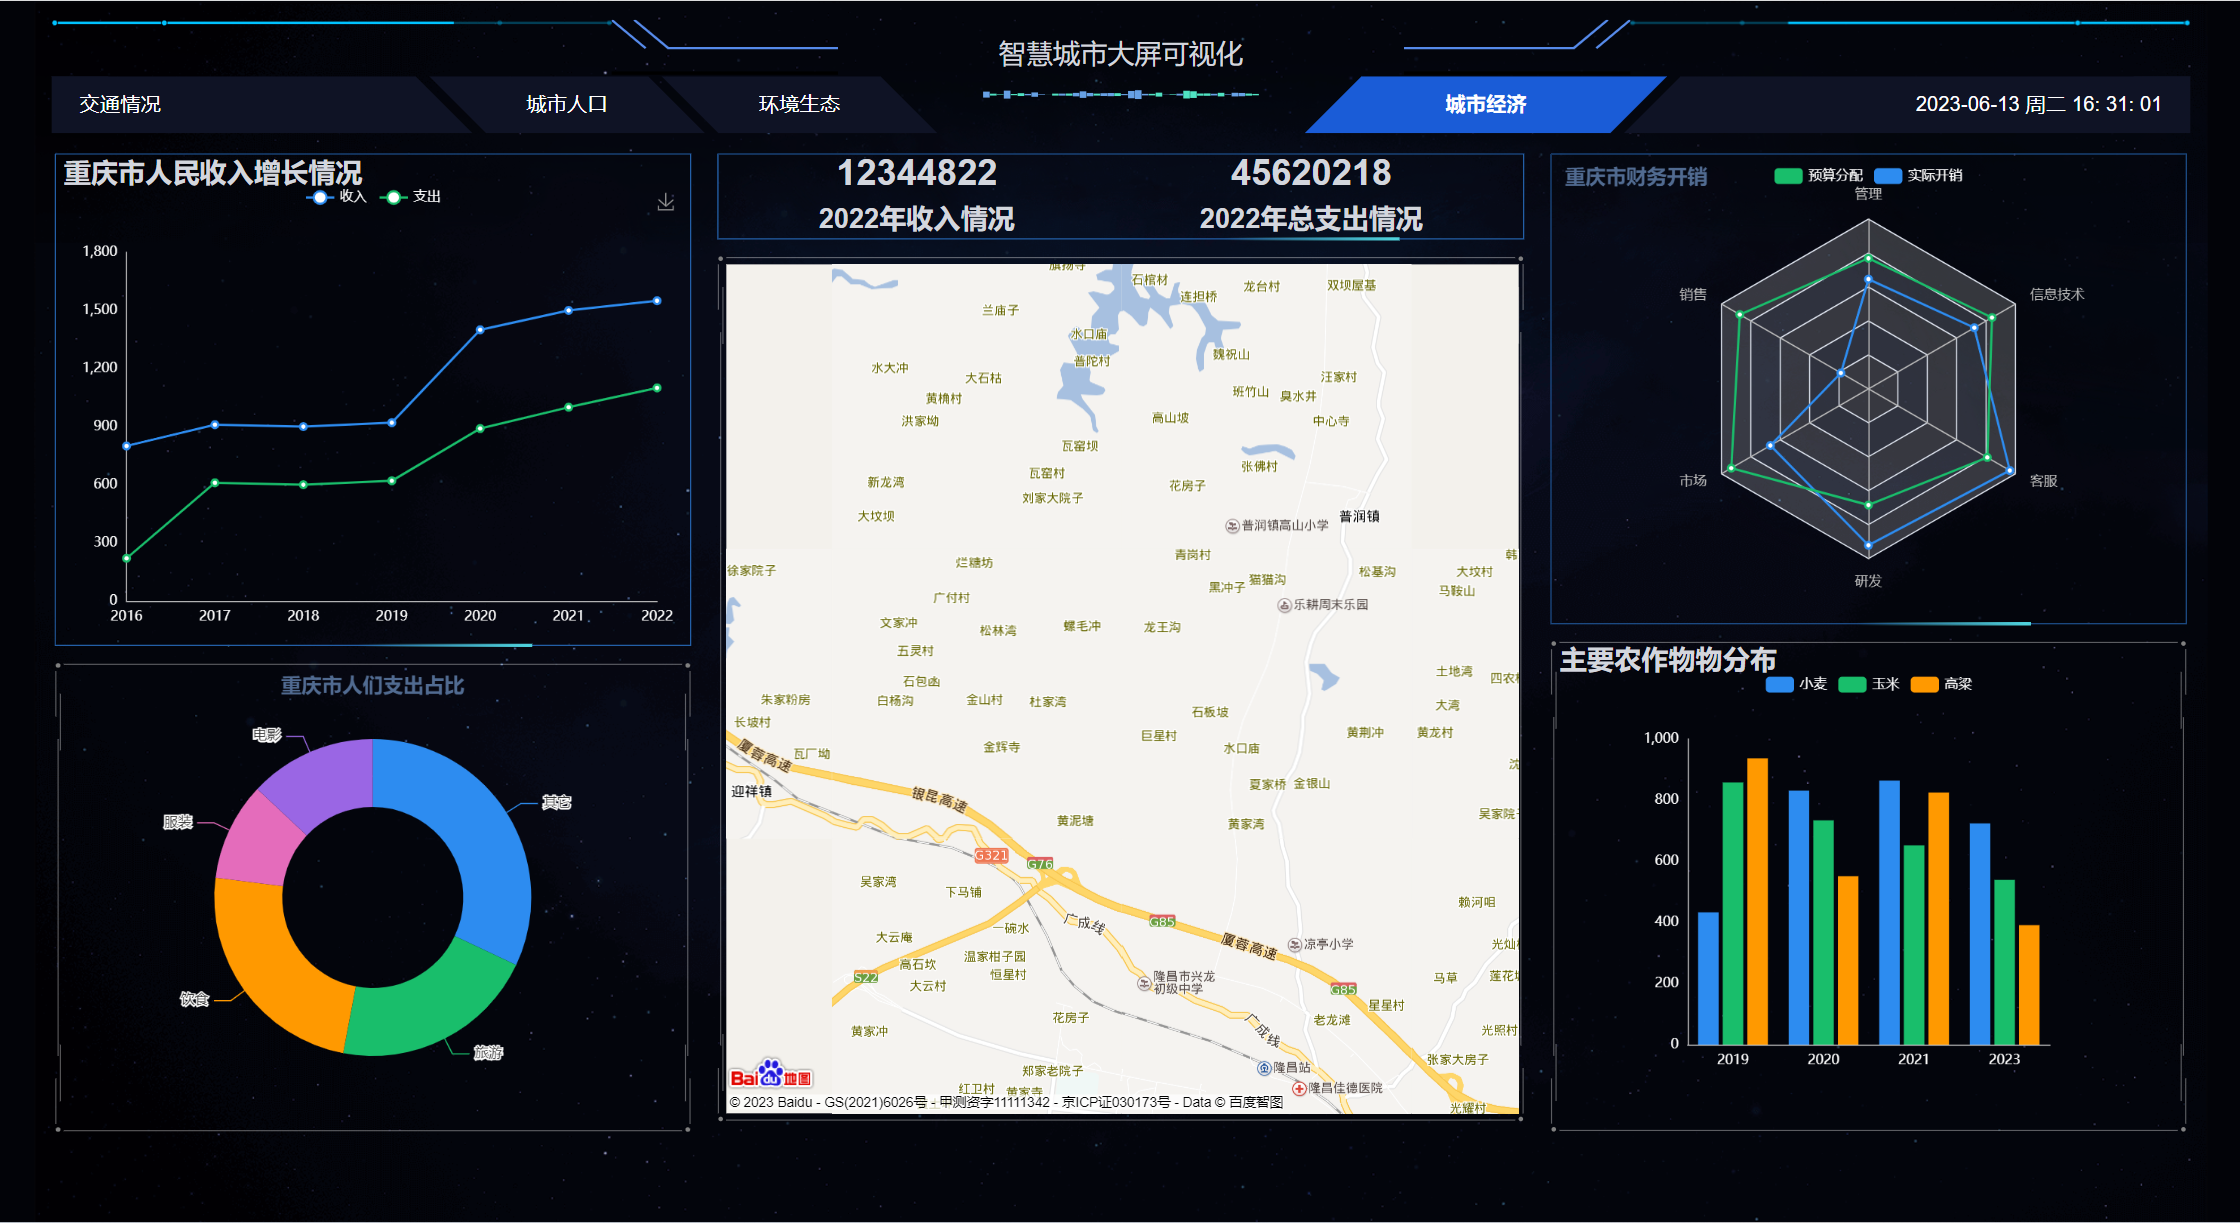 智慧城市大屏可视化
交通情况
城市人口
环境生态
城市经济
2023-06-13 周二 16: 31: 01
重庆市人民收入增长情况
收入
支出
1,800
1,500
1,200
900
600
300
0
2016
2017
2018
2019
2020
2021
2022
重庆市人们支出占比
电影
其它
服装
饮食
旅游
12344822
45620218
2022年收入情况
2022年总支出情况
石棺材
连担桥
龙台村
双坝屋基
兰庙子
水口庙
普陀村
魏祝山
水大冲
大石枯
汪家村
黄桷村
班竹山
臭水井
洪家坳
高山坡
中心寺
瓦窑坝
瓦窑村
张佛村
新龙湾
刘家大院子
花房子
大坟坝
普润镇高山小学
普润镇
徐家院子
烂糖坊
青岗村
韩
黑冲子
猫猫沟
松基沟
大坟村
马鞍山
广付村
乐耕周末乐园
文家冲
松林湾
螺毛冲
龙王沟
五灵村
石包函
土地湾
四农村
朱家粉房
白杨沟
金山村
杜家湾
石板坡
大湾
长坡村
巨星村
水口庙
黄荆冲
黄龙村
厦蓉高速
瓦厂坳
金辉寺
沈
迎祥镇
银昆高速
夏家桥
金银山
黄泥塘
黄家湾
吴家院子
G321
G76
吴家湾
下马铺
赖河咀
一碗水
广成线
G85
大云庵
厦蓉高速
凉亭小学
光灿村
高石坎
温家柑子园
S22
恒星村
隆昌市兴龙
初级中学
大云村
马草
莲花坡
G85
花房子
星星村
黄家冲
广成线
老龙滩
光照村
郑家老院子
隆昌站
张家大房子
红卫村
黄家寺
隆昌佳德医院
光耀村
Bai du 地图
© 2023 Baidu - GS(2021)6026号 - 甲测资字11111342 - 京ICP证030173号 - Data © 百度智图
重庆市财务开销
预算分配
实际开销
管理
销售
信息技术
市场
客服
研发
主要农作物物分布
小麦
玉米
高梁
1,000
800
600
400
200
0
2019
2020
2021
2023